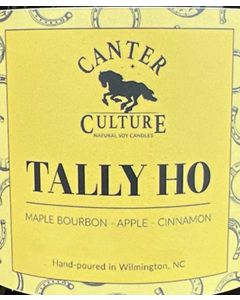 CANTER
CULTURE
NATURAL SOY CANDLES
TALLY HO
MAPLE BOURBON - APPLE - CINNAMON
Hand-poured in Wilmington, NC